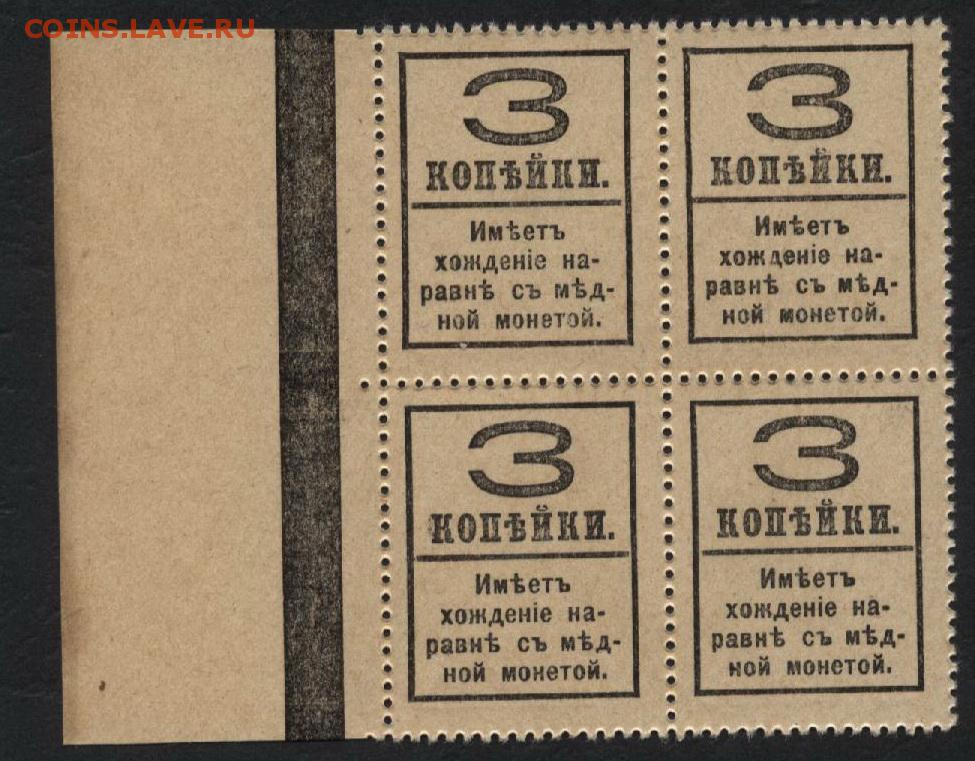 COINS.LAVE.RU
3
КОПѢЙКИ.
Имѣетъ
хожденіе на-
равнѣ съ мѣд-
ной монетой.
3
КОПѢЙКИ.
Имѣетъ
хожденіе на-
равнѣ съ мѣд-
ной монетой.
3
КОПѢЙКИ.
Имѣетъ
хожденіе на-
равнѣ съ мѣд-
ной монетой.
3
КОПѢЙКИ.
Имѣетъ
хожденіе на-
равнѣ съ мѣд-
ной монетой.